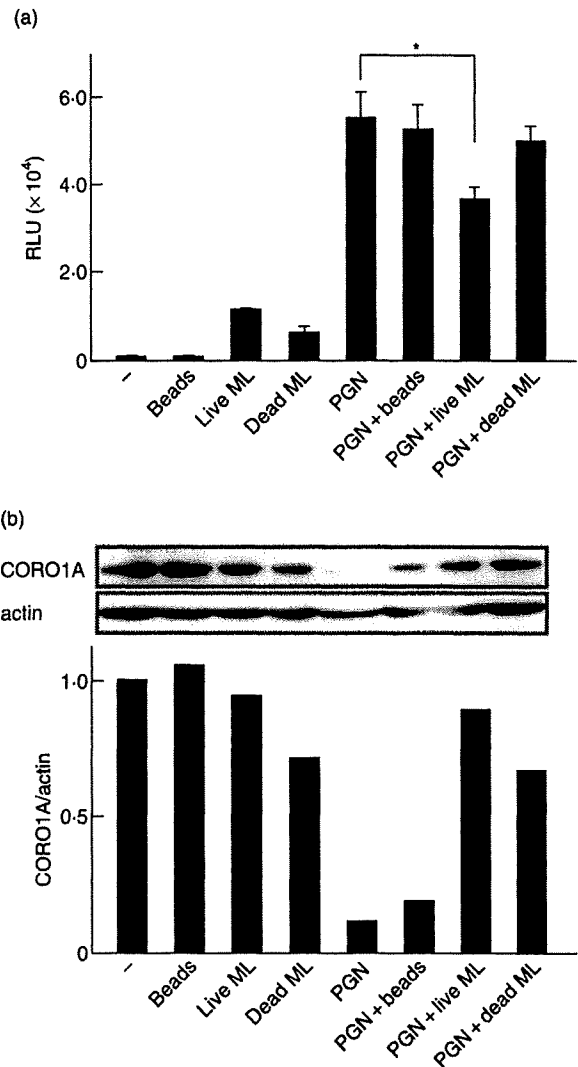 (a)
RLU (×10⁴)
6·0
4·0
2·0
0
*
–
Beads
Live ML
Dead ML
PGN
PGN + beads
PGN + live ML
PGN + dead ML
(b)
CORO1A
actin
CORO1A/actin
1·0
0·5
0
–
Beads
Live ML
Dead ML
PGN
PGN + beads
PGN + live ML
PGN + dead ML